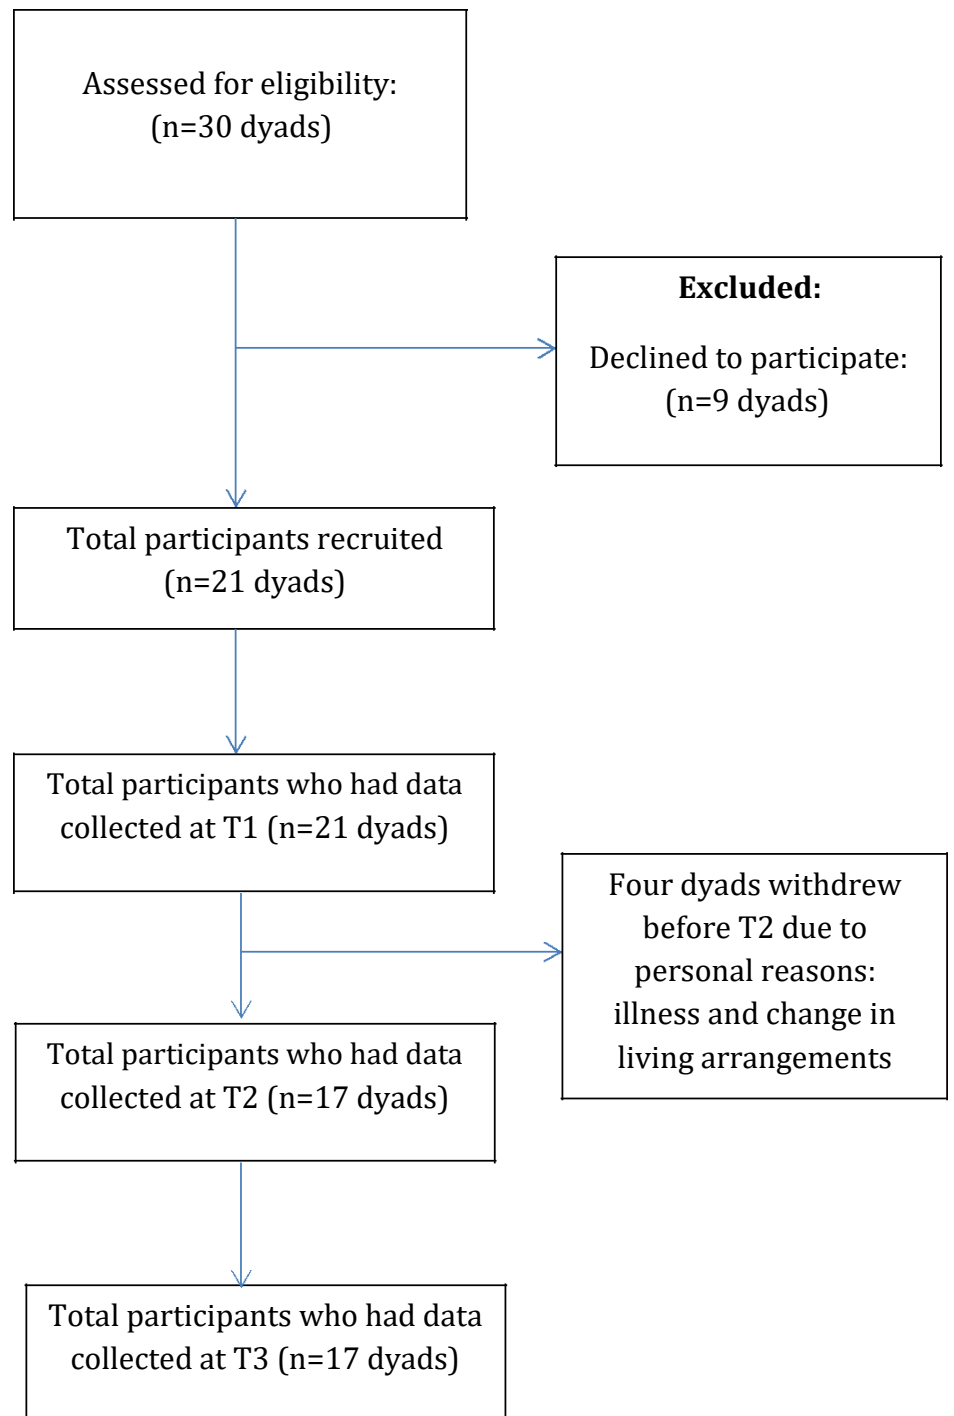 Assessed for eligibility:
(n=30 dyads)
Excluded:
Declined to participate:
(n=9 dyads)
Total participants recruited
(n=21 dyads)
Total participants who had data
collected at T1 (n=21 dyads)
Four dyads withdrew
before T2 due to
personal reasons:
illness and change in
living arrangements
Total participants who had data
collected at T2 (n=17 dyads)
Total participants who had data
collected at T3 (n=17 dyads)